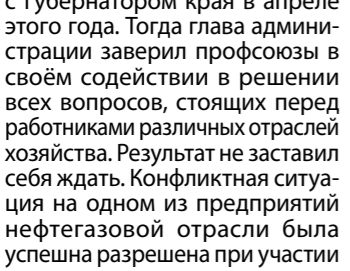 с губернатором края в апреле
этого года. Тогда глава админи-
страции заверил профсоюзы в
своём содействии в решении
всех вопросов, стоящих перед
работниками различных отраслей
хозяйства. Результат не заставил
себя ждать. Конфликтная ситуа-
ция на одном из предприятий
нефтегазовой отрасли была
успешна разрешена при участии